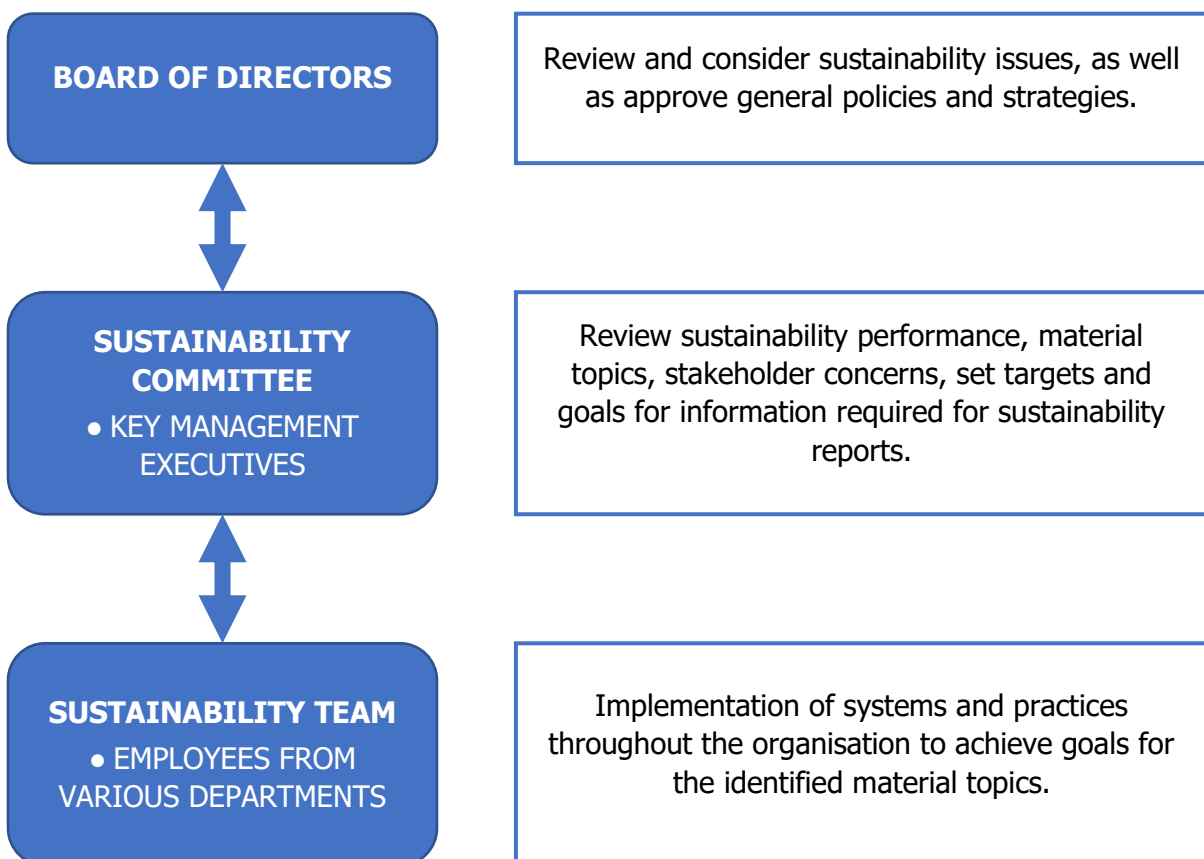 BOARD OF DIRECTORS
Review and consider sustainability issues, as well
as approve general policies and strategies.
SUSTAINABILITY
COMMITTEE
● KEY MANAGEMENT
EXECUTIVES
Review sustainability performance, material
topics, stakeholder concerns, set targets and
goals for information required for sustainability
reports.
SUSTAINABILITY TEAM
● EMPLOYEES FROM
VARIOUS DEPARTMENTS
Implementation of systems and practices
throughout the organisation to achieve goals for
the identified material topics.